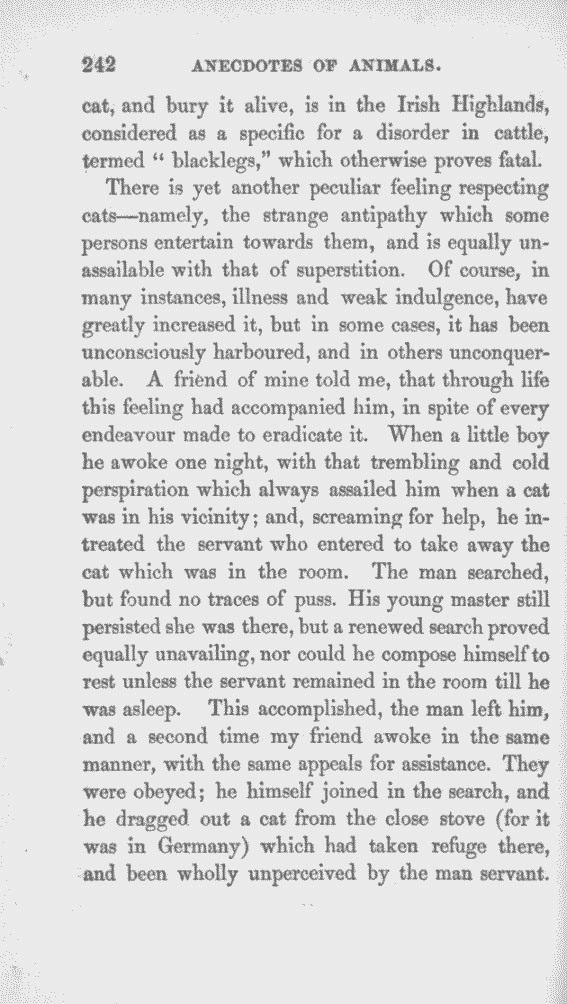 242 ANECDOTES OF ANIMALS.
cat, and bury it alive, is in the Irish Highlands,
considered as a specific for a disorder in cattle,
termed “ blacklegs,” which otherwise proves fatal.
There is yet another peculiar feeling respecting
cats—namely, the strange antipathy which some
persons entertain towards them, and is equally un-
assailable with that of superstition. Of course, in
many instances, illness and weak indulgence, have
greatly increased it, but in some cases, it has been
unconsciously harboured, and in others unconquer-
able. A friend of mine told me, that through life
this feeling had accompanied him, in spite of every
endeavour made to eradicate it. When a little boy
he awoke one night, with that trembling and cold
perspiration which always assailed him when a cat
was in his vicinity; and, screaming for help, he in-
treated the servant who entered to take away the
cat which was in the room. The man searched,
but found no traces of puss. His young master still
persisted she was there, but a renewed search proved
equally unavailing, nor could he compose himself to
rest unless the servant remained in the room till he
was asleep. This accomplished, the man left him,
and a second time my friend awoke in the same
manner, with the same appeals for assistance. They
were obeyed; he himself joined in the search, and
he dragged out a cat from the close stove (for it
was in Germany) which had taken refuge there,
and been wholly unperceived by the man servant.